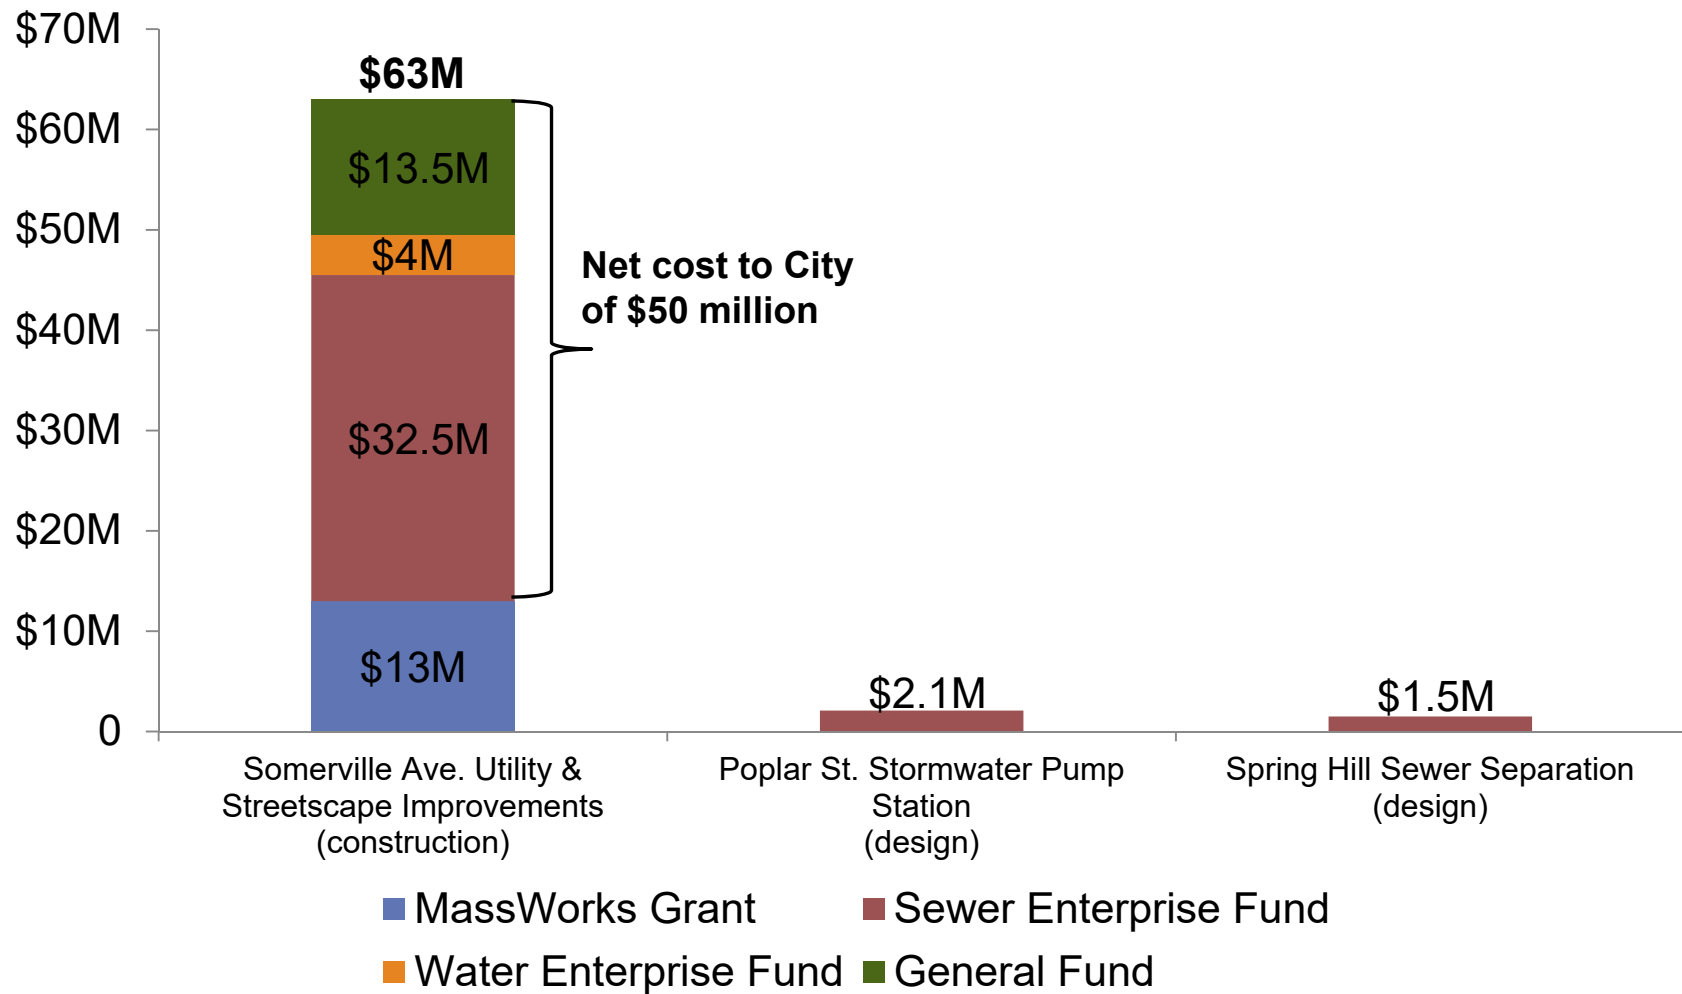 $70M
$60M
$50M
$40M
$30M
$20M
$10M
0
$63M
$13.5M
$4M
$32.5M
$13M
Net cost to City
of $50 million
$2.1M
$1.5M
Somerville Ave. Utility &
Streetscape Improvements
(construction)
Poplar St. Stormwater Pump
Station
(design)
Spring Hill Sewer Separation
(design)
MassWorks Grant
Sewer Enterprise Fund
Water Enterprise Fund
General Fund